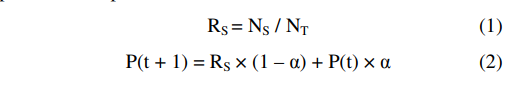 R_S = N_S / N_T (1)
P(t + 1) = R_S × (1 – α) + P(t) × α (2)